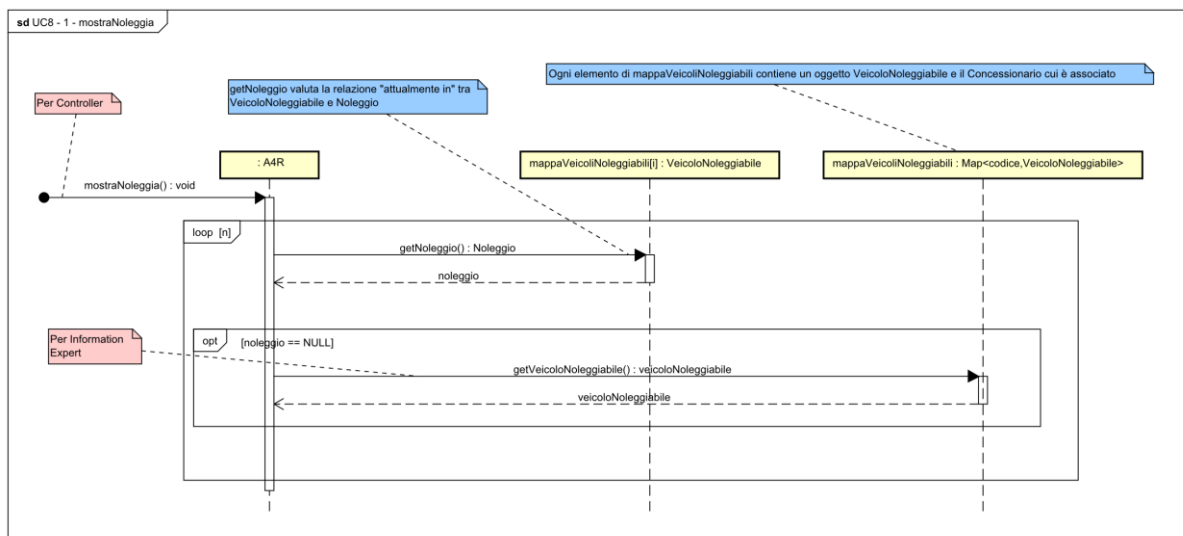 sd UC8 - 1 - mostraNoleggia
Ogni elemento di mappaVeicoliNoleggiabili contiene un oggetto VeicoloNoleggiabile e il Concessionario cui è associato
getNoleggio valuta la relazione "attualmente in" tra
VeicoloNoleggiabile e Noleggio
Per Controller
: A4R
mappaVeicoliNoleggiabili[i] : VeicoloNoleggiabile
mappaVeicoliNoleggiabili : Map<codice,VeicoloNoleggiabile>
mostraNoleggia() : void
loop [n]
getNoleggio() : Noleggio
noleggio
Per Information
Expert
opt [noleggio == NULL]
getVeicoloNoleggiabile() : veicoloNoleggiabile
veicoloNoleggiabile